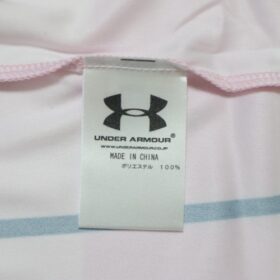 UNDER ARMOUR®
WWW.UNDERARMOUR.CO.JP
MADE IN CHINA
ポリエステル 100%